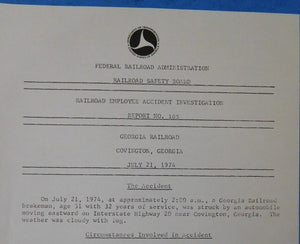 FEDERAL RAILROAD ADMINISTRATION
RAILROAD SAFETY BOARD
RAILROAD EMPLOYEE ACCIDENT INVESTIGATION
REPORT NO. 105
GEORGIA RAILROAD
COVINGTON, GEORGIA
JULY 21, 1974
The Accident
On July 21, 1974, at approximately 2:00 a.m., a Georgia Railroad
brakeman, age 51 with 32 years of service, was struck by an automobile
moving eastward on Interstate Highway 20 near Covington, Georgia. The
weather was cloudy with fog.
Circumstances Involved in Accident